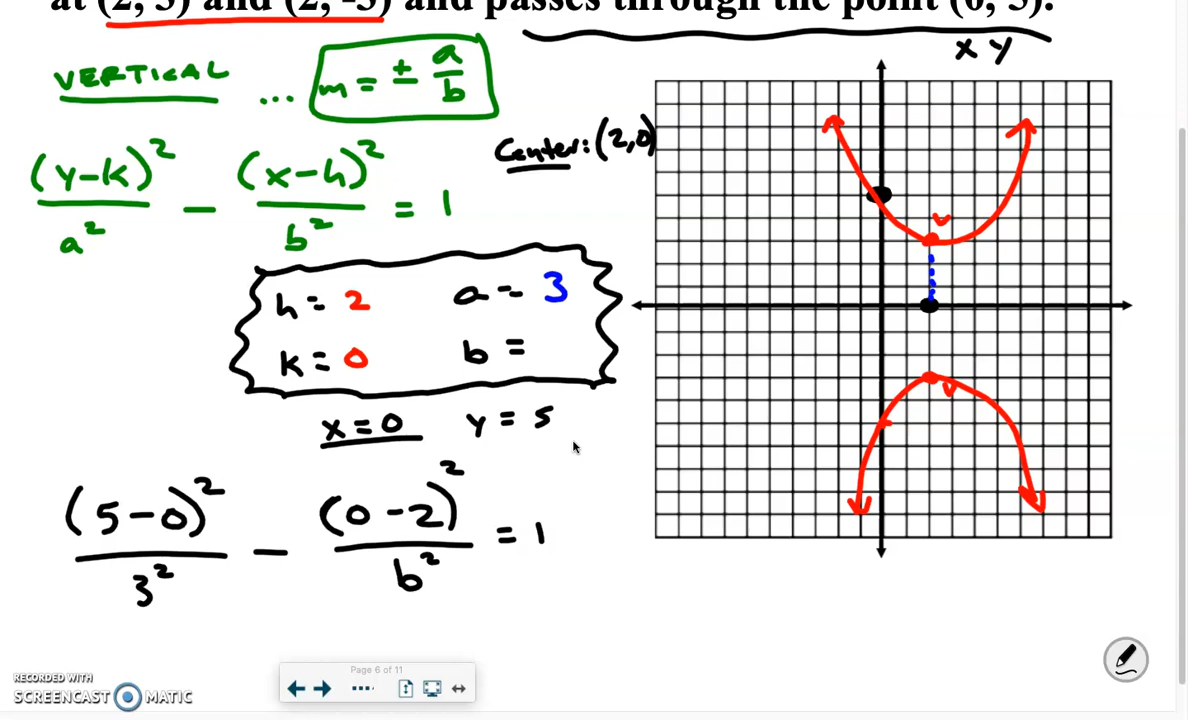 at (2, 3) and (2, -3) and passes through the point (0, 5).
x y
VERTICAL ... m = ± a/b
Center: (2,0)
(y-k)²/a² - (x-h)²/b² = 1
h = 2 a = 3
k = 0 b =
v
v
x = 0 y = 5
(5-0)²/3² - (0-2)²/b² = 1
Page 6 of 11
RECORDED WITH
SCREENCAST MATIC